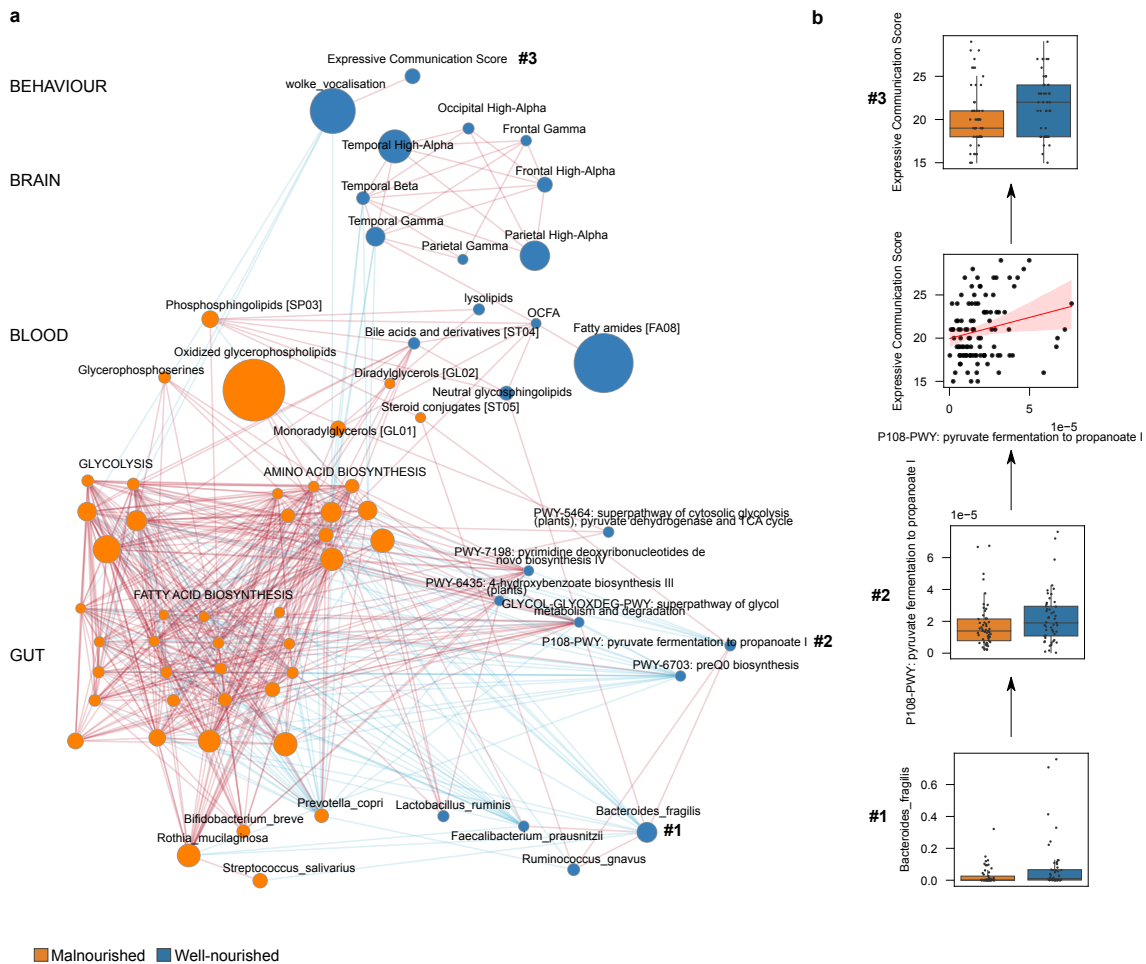 a
b
Expressive Communication Score #3
BEHAVIOUR
wolke_vocalisation
Occipital High-Alpha
Frontal Gamma
Temporal High-Alpha
BRAIN
Frontal High-Alpha
Temporal Beta
Temporal Gamma
Parietal High-Alpha
Parietal Gamma
lysolipids
Phosphosphingolipids [SP03]
OCFA
BLOOD
Bile acids and derivatives [ST04]
Fatty amides [FA08]
Oxidized glycerophospholipids
Glycerophosphoserines
Diradylglycerols [GL02]
Neutral glycosphingolipids
Steroid conjugates [ST05]
Monoradylglycerols [GL01]
GLYCOLYSIS
AMINO ACID BIOSYNTHESIS
PWY-5464: superpathway of cytosolic glycolysis
(plants), pyruvate dehydrogenase and TCA cycle
PWY-7198: pyrimidine deoxyribonucleotides de
novo biosynthesis IV
PWY-6435: 4-hydroxybenzoate biosynthesis III
(plants)
FATTY ACID BIOSYNTHESIS
GLYCOL-GLYOXDEG-PWY: superpathway of glycol
metabolism and degradation
GUT
P108-PWY: pyruvate fermentation to propanoate I #2
PWY-6703: preQ0 biosynthesis
Prevotella_copri
Lactobacillus_ruminis
Bacteroides_fragilis
Bifidobacterium_breve
#1
Faecalibacterium_prausnitzii
Rothia_mucilaginosa
Ruminococcus_gnavus
Streptococcus_salivarius
Malnourished
Well-nourished
#3
Expressive Communication Score
25
20
15
Expressive Communication Score
25
20
15
0 5
1e−5
P108-PWY: pyruvate fermentation to propanoate I
#2
P108-PWY: pyruvate fermentation to propanoate I
1e−5
6
4
2
0
#1
Bacteroides_fragilis
0.6
0.4
0.2
0.0